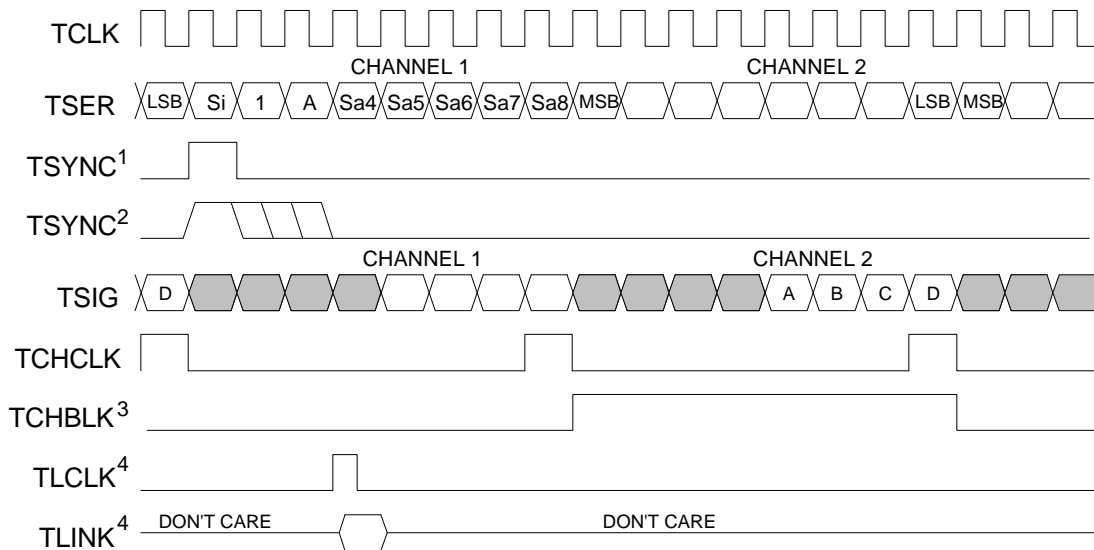 TCLK
CHANNEL 1 CHANNEL 2
TSER LSB Si 1 A Sa4 Sa5 Sa6 Sa7 Sa8 MSB LSB MSB
TSYNC1
TSYNC2
CHANNEL 1 CHANNEL 2
TSIG D A B C D
TCHCLK
TCHBLK3
TLCLK4
DON'T CARE DON'T CARE
TLINK4